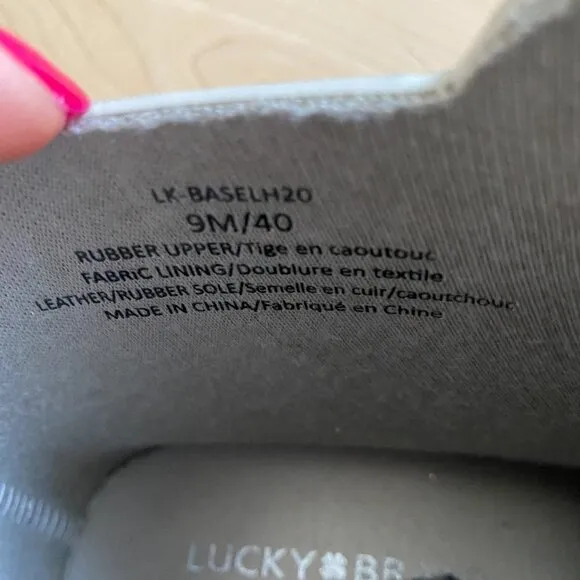 LK-BASELH20
9M/40
RUBBER UPPER/Tige en caoutouc
FABRIC LINING/Doublure en textile
LEATHER/RUBBER SOLE/Semelle en cuir/caoutchouc
MADE IN CHINA/Fabriqué en Chine
LUCKY BR